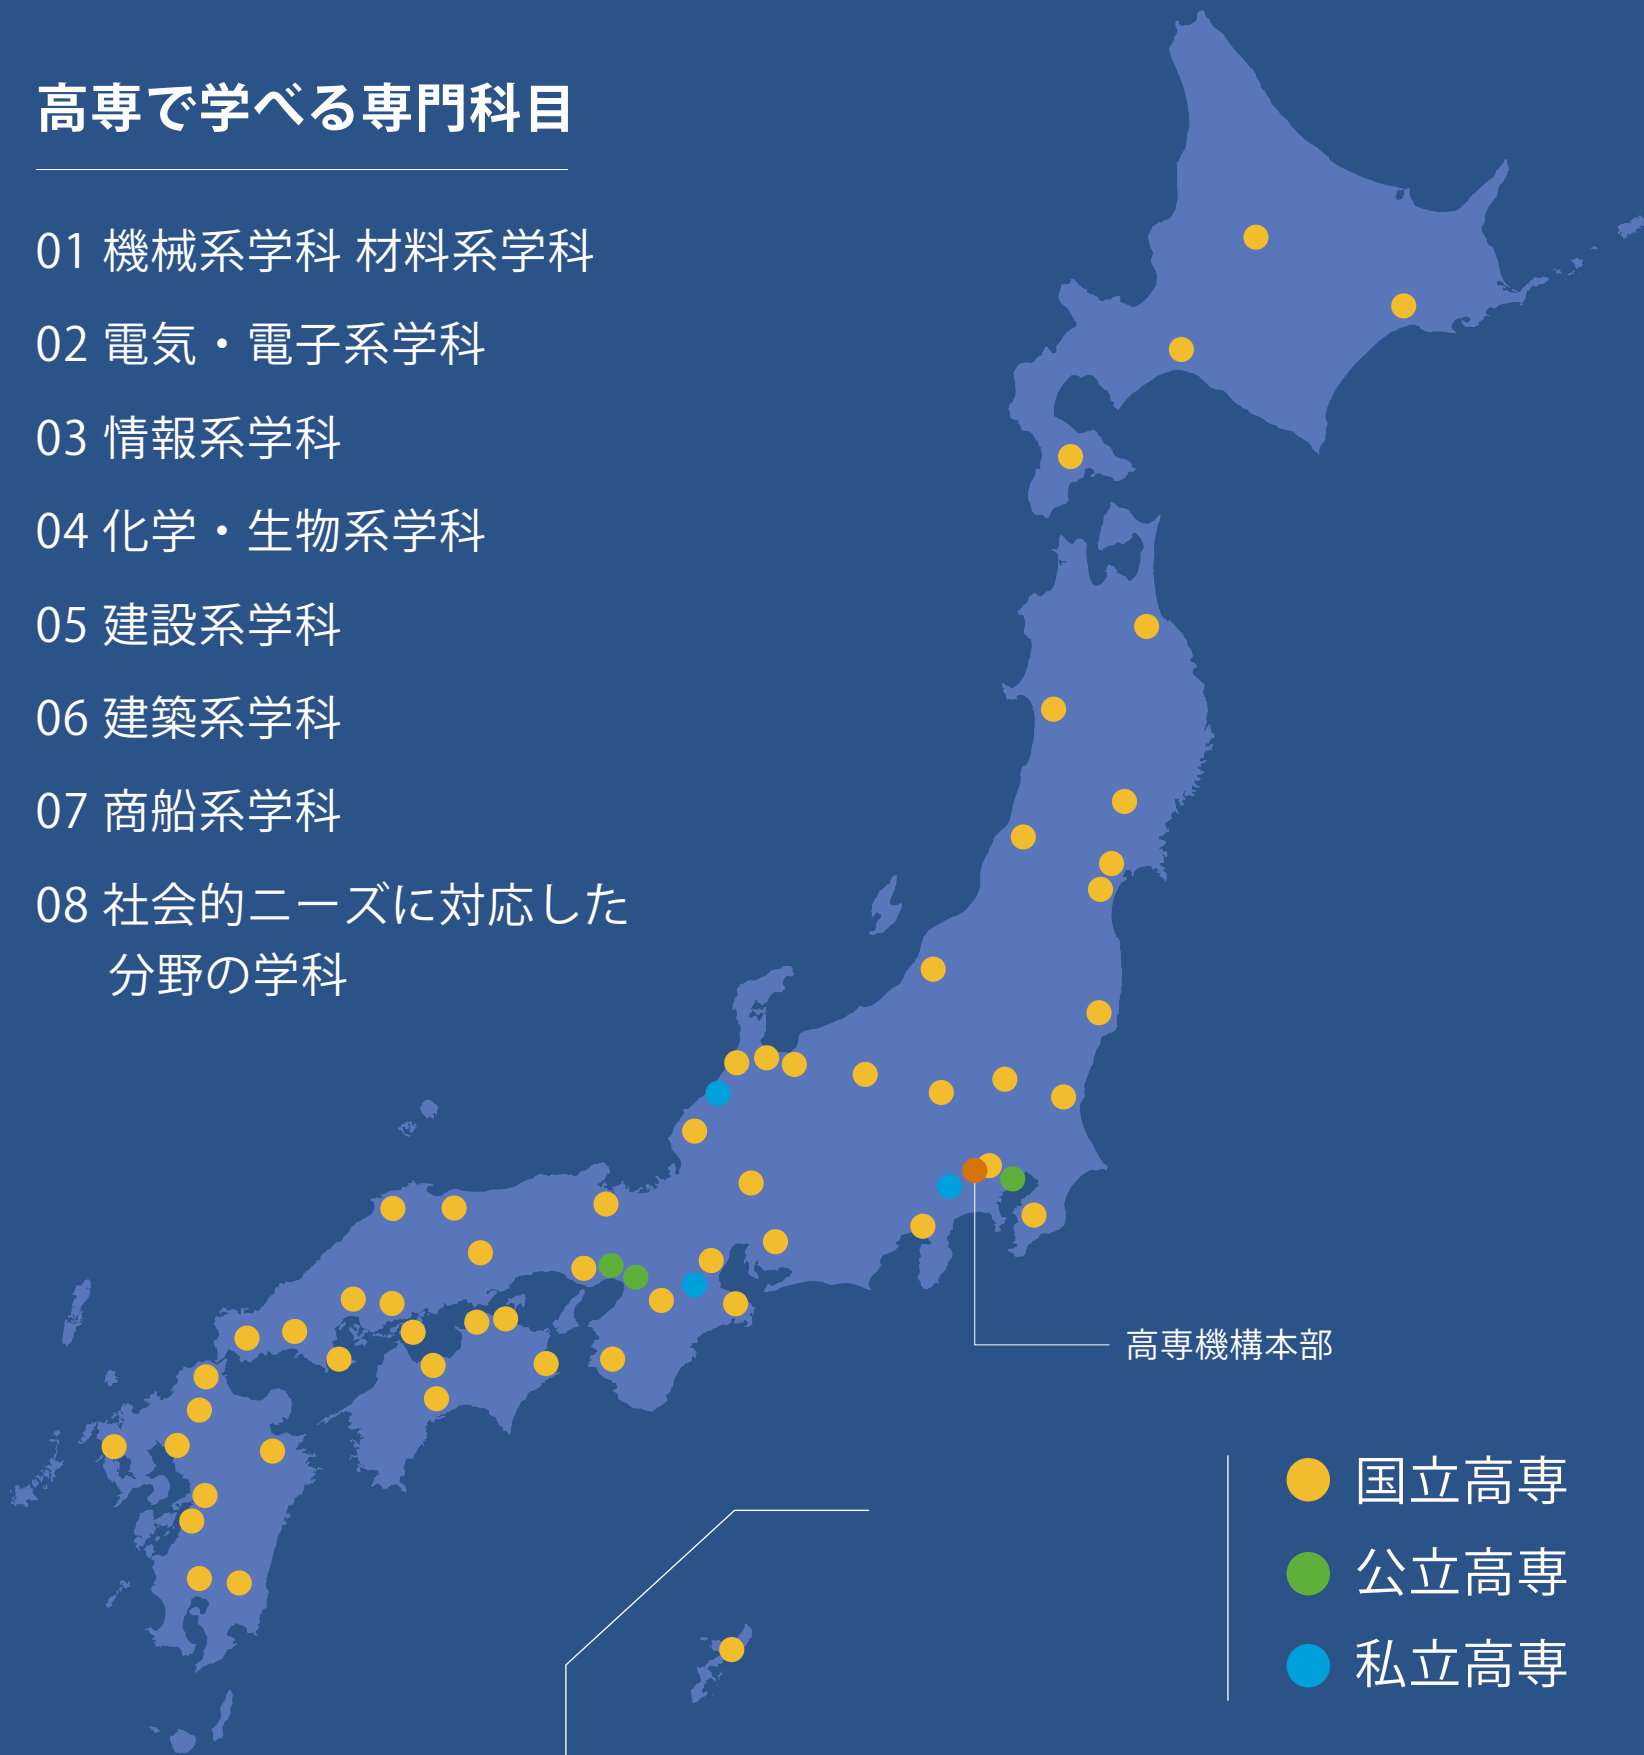 高専で学べる専門科目
01 機械系学科 材料系学科
02 電気・電子系学科
03 情報系学科
04 化学・生物系学科
05 建設系学科
06 建築系学科
07 商船系学科
08 社会的ニーズに対応した
分野の学科
高専機構本部
国立高専
公立高専
私立高専